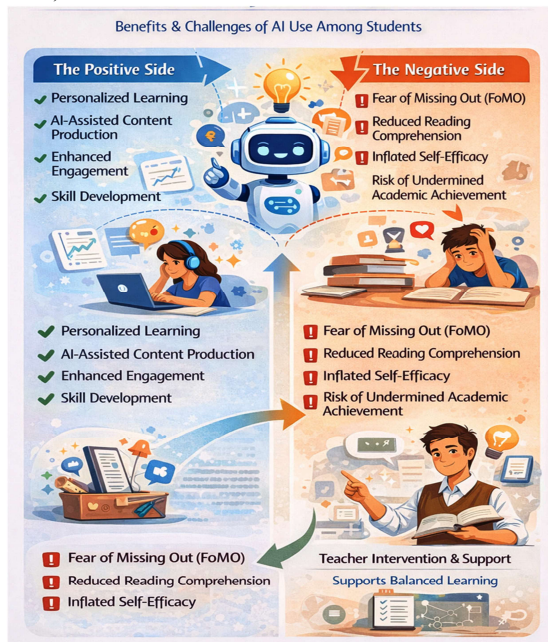 Benefits & Challenges of AI Use Among Students
The Positive Side
Personalized Learning
AI-Assisted Content
Production
Enhanced
Engagement
Skill Development
The Negative Side
Fear of Missing Out (FoMO)
Reduced Reading
Comprehension
Inflated Self-Efficacy
Risk of Undermined
Academic Achievement
Personalized Learning
AI-Assisted Content Production
Enhanced Engagement
Skill Development
Fear of Missing Out (FoMO)
Reduced Reading Comprehension
Inflated Self-Efficacy
Risk of Undermined Academic
Achievement
Fear of Missing Out (FoMO)
Reduced Reading Comprehension
Inflated Self-Efficacy
Teacher Intervention & Support
Supports Balanced Learning